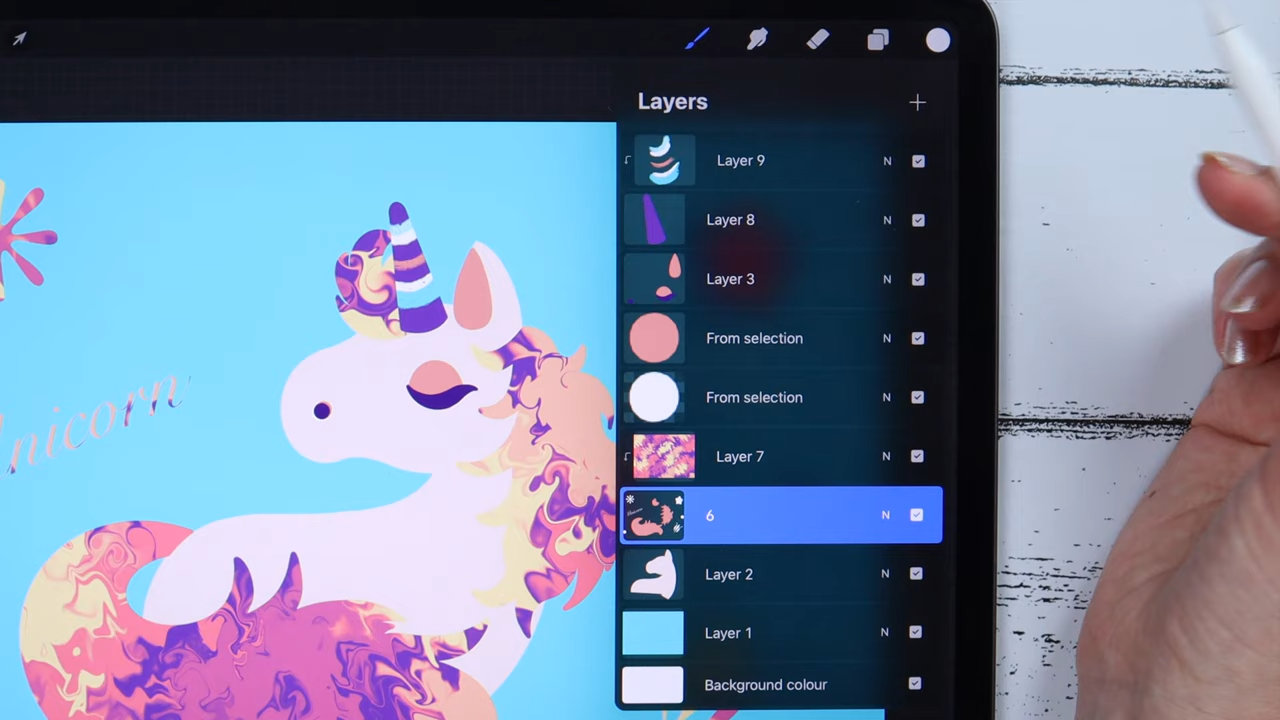 Layers
Layer 9
N
Layer 8
N
Layer 3
N
From selection
N
From selection
N
Layer 7
N
6
N
Layer 2
N
Layer 1
N
Background colour
nicorn